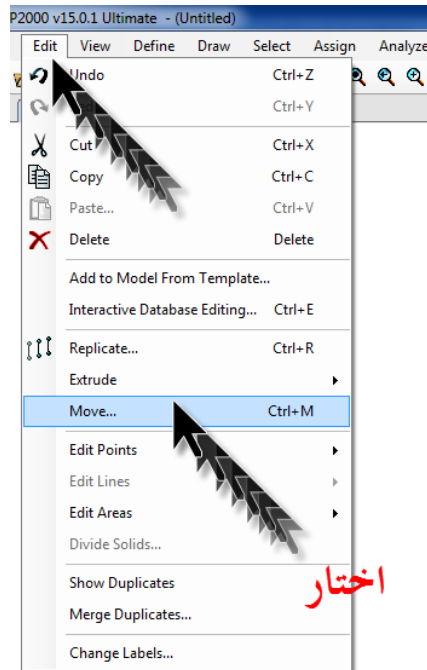 P2000 v15.0.1 Ultimate - (Untitled)
Edit View Define Draw Select Assign Analyze
Undo Ctrl+Z
Ctrl+Y
Cut Ctrl+X
Copy Ctrl+C
Paste... Ctrl+V
Delete Delete
Add to Model From Template...
Interactive Database Editing... Ctrl+E
Replicate... Ctrl+R
Extrude
Move... Ctrl+M
Edit Points
Edit Lines
Edit Areas
Divide Solids...
اختار
Show Duplicates
Merge Duplicates...
Change Labels...